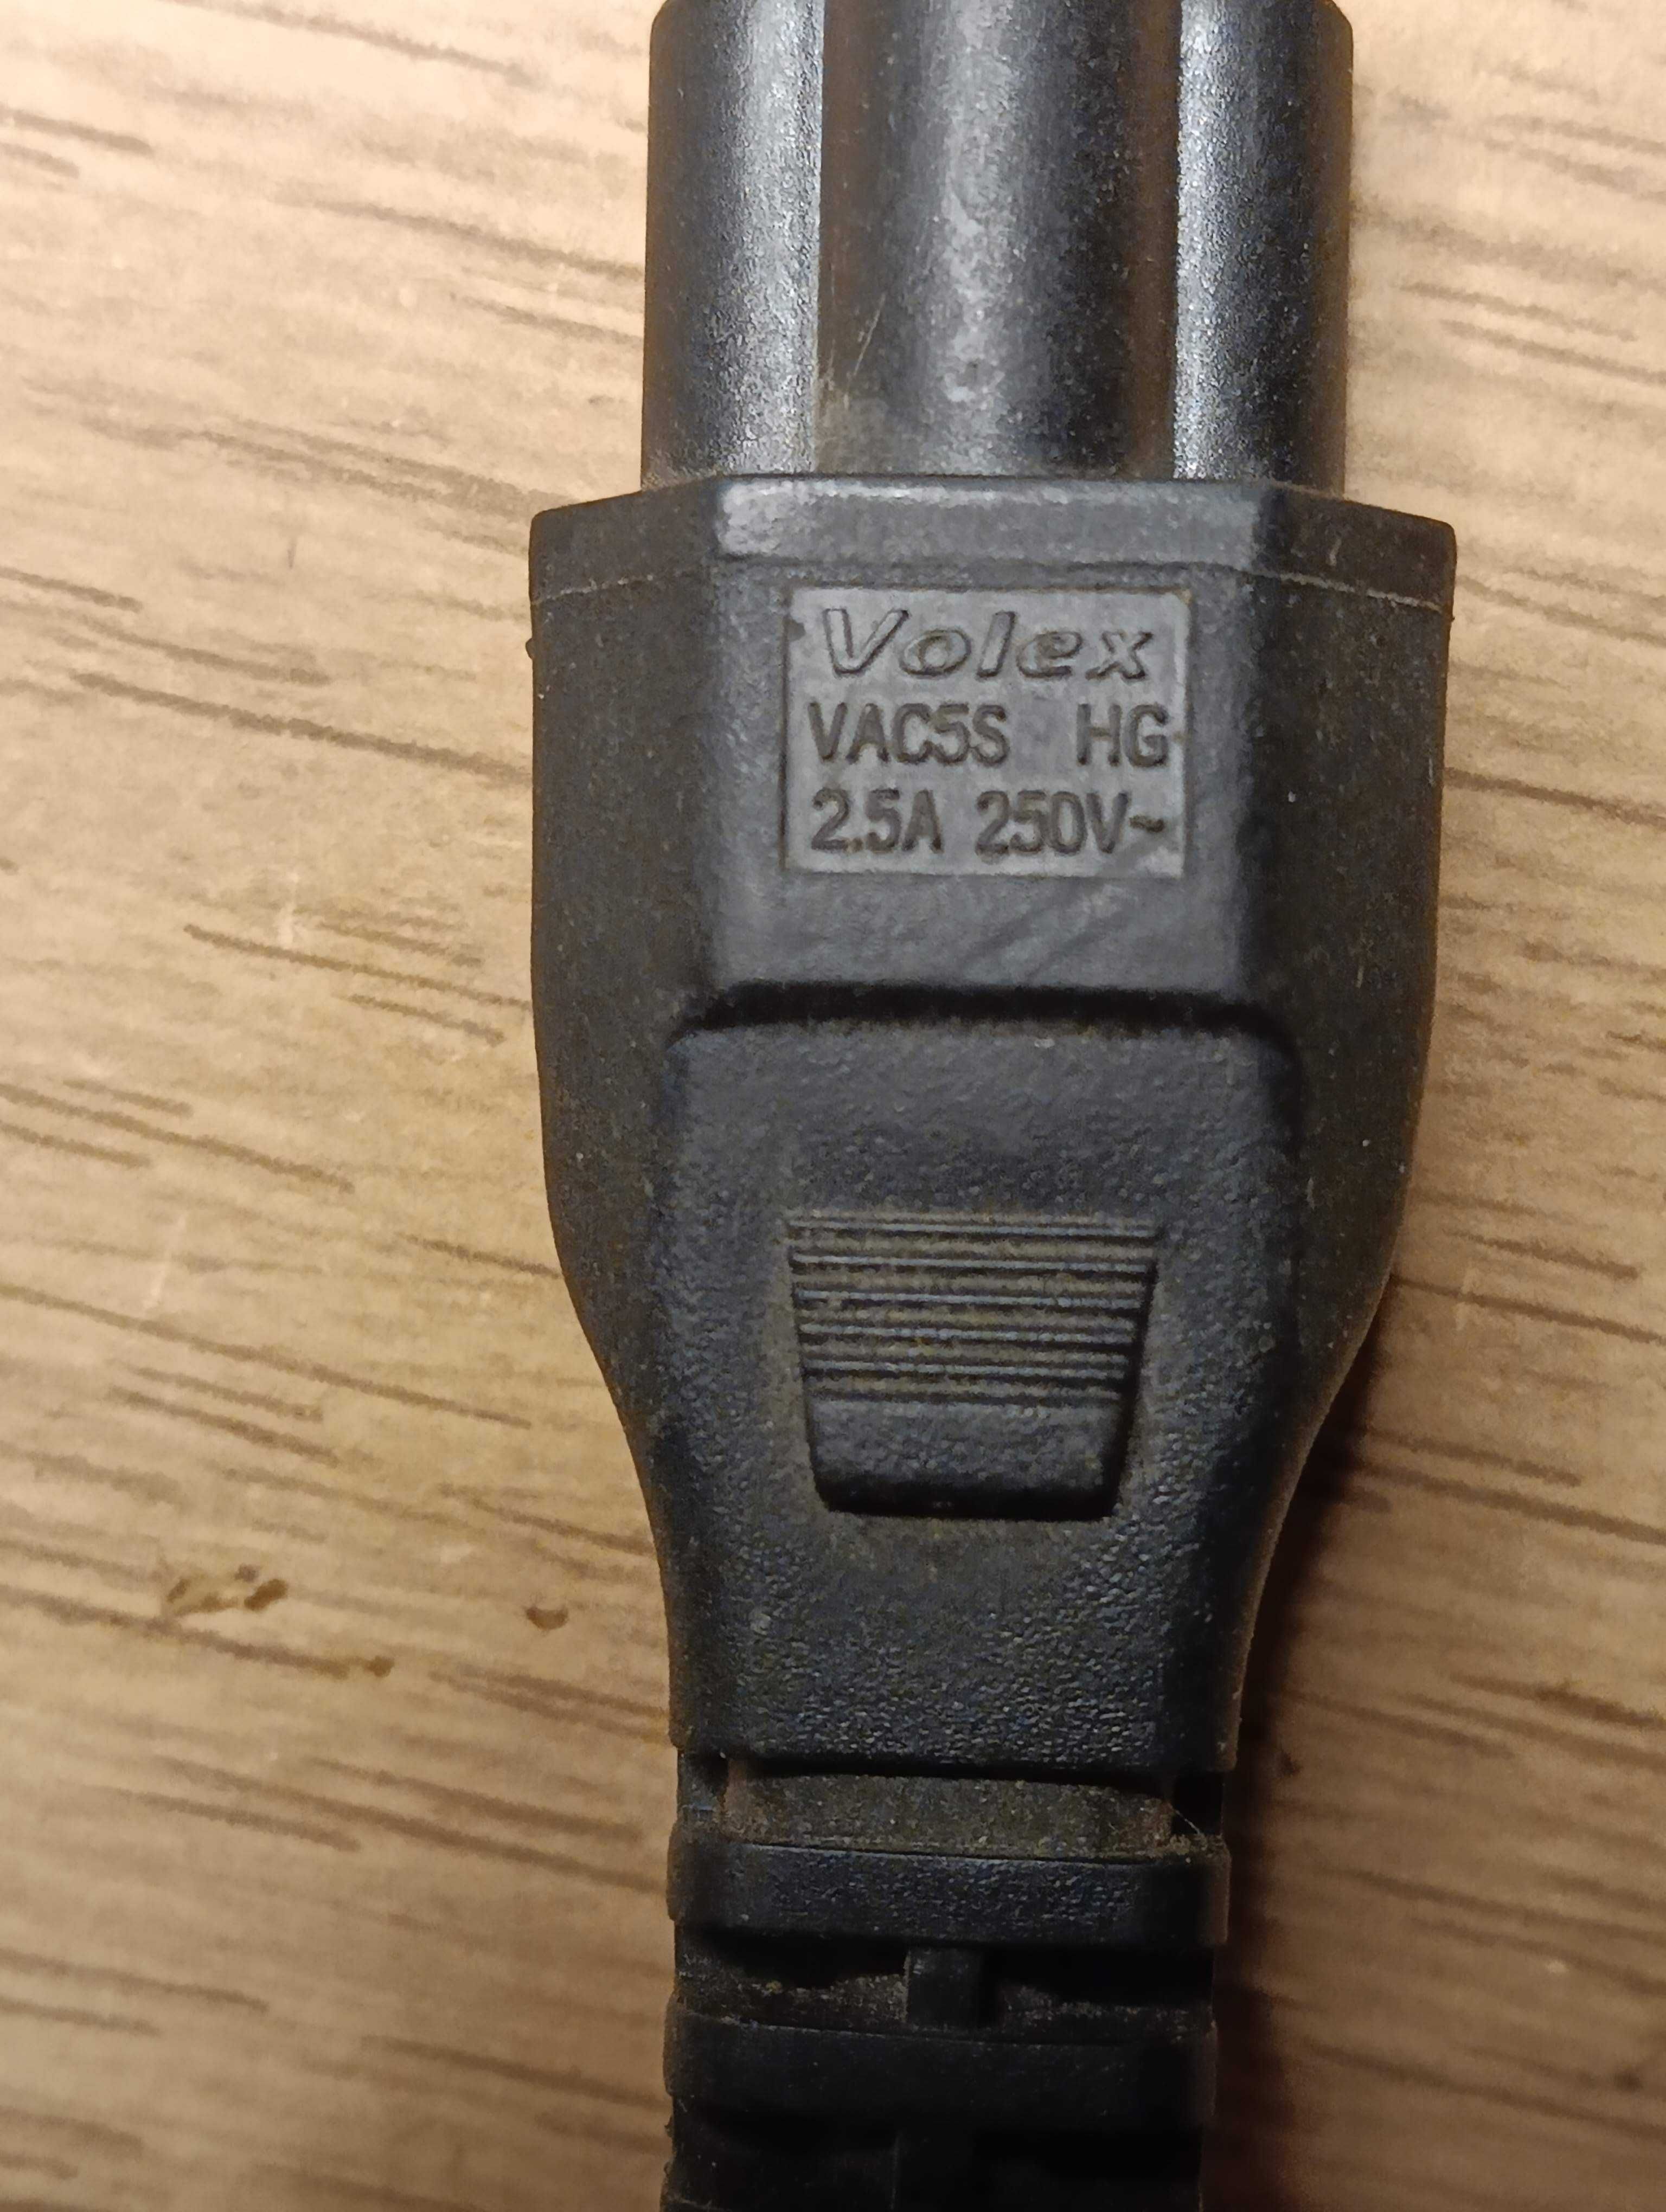 Volex
VAC5S HG
2.5A 250V~